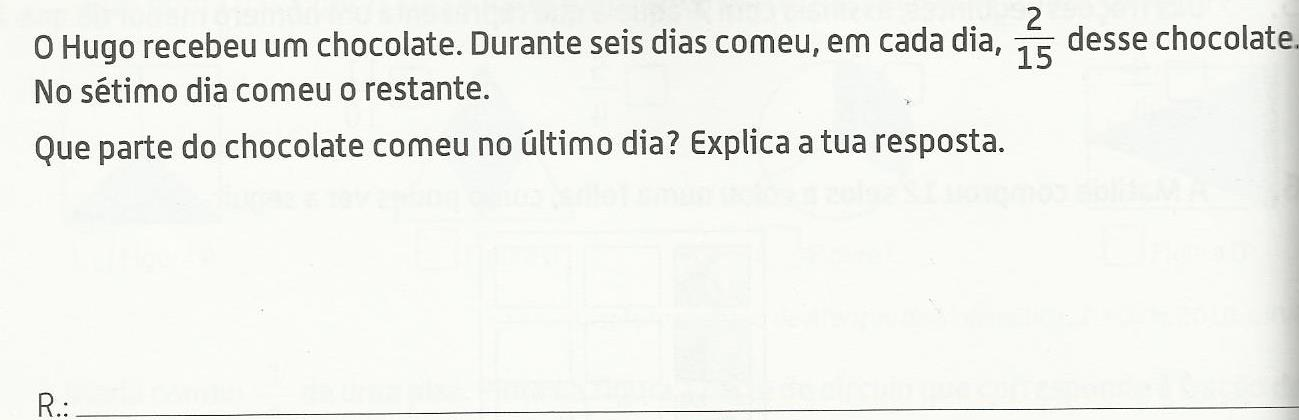 O Hugo recebeu um chocolate. Durante seis dias comeu, em cada dia, 2/15 desse chocolate.
No sétimo dia comeu o restante.
Que parte do chocolate comeu no último dia? Explica a tua resposta.
R.: